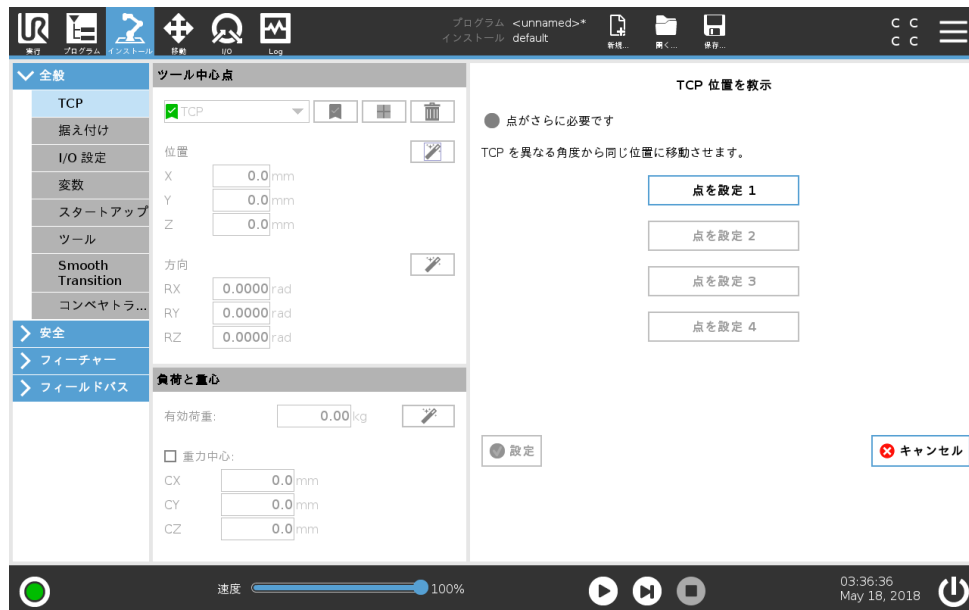 UR
実行
プログラム
インストール
移動
I/O
Log
プログラム <unnamed>*
インストール default
新規...
開く...
保存...
C C
C C
全般
TCP
据え付け
I/O 設定
変数
スタートアップ
ツール
Smooth
Transition
コンベヤトラ...
安全
フィーチャー
フィールドバス
ツール中心点
TCP
位置
X 0.0 mm
Y 0.0 mm
Z 0.0 mm
方向
RX 0.0000 rad
RY 0.0000 rad
RZ 0.0000 rad
負荷と重心
有効荷重: 0.00 kg
重力中心:
CX 0.0 mm
CY 0.0 mm
CZ 0.0 mm
TCP 位置を教示
点がさらに必要です
TCP を異なる角度から同じ位置に移動させます。
点を設定 1
点を設定 2
点を設定 3
点を設定 4
設定
キャンセル
速度 100%
03:36:36
May 18, 2018